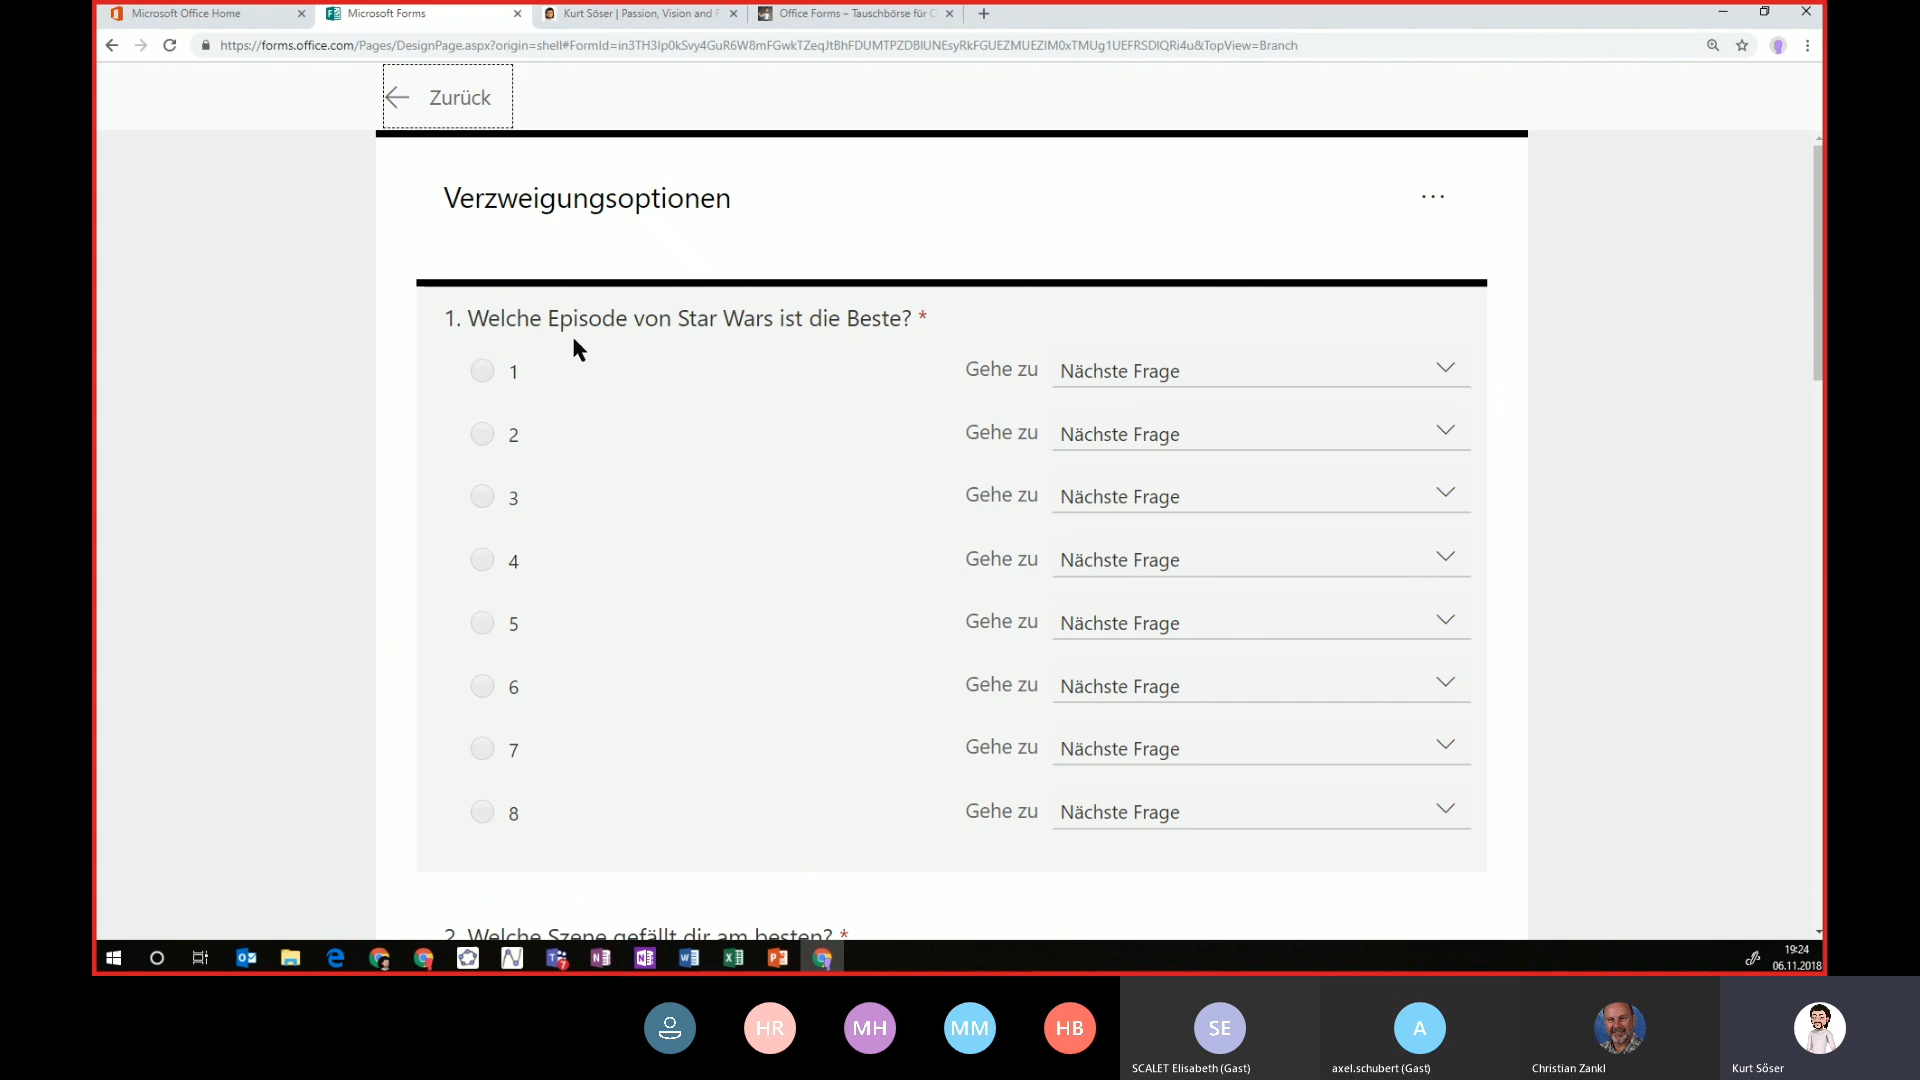 Microsoft Office Home
Microsoft Forms
Kurt Söser | Passion, Vision and F
Office Forms – Tauschbörse für O
https://forms.office.com/Pages/DesignPage.aspx?origin=shell#FormId=in3TH3lp0kSvy4GuR6W8mFGwkTZeqJtBhFDUMTPZDBIUNEsyRkFGUEZMUEZIM0xTMUg1UEFRSDlQRi4u&TopView=Branch
Zurück
Verzweigungsoptionen
1. Welche Episode von Star Wars ist die Beste? *
1 Gehe zu Nächste Frage
2 Gehe zu Nächste Frage
3 Gehe zu Nächste Frage
4 Gehe zu Nächste Frage
5 Gehe zu Nächste Frage
6 Gehe zu Nächste Frage
7 Gehe zu Nächste Frage
8 Gehe zu Nächste Frage
2. Welche Szene gefällt dir am besten? *
19:24
06.11.2018
HR MH MM HB SE A
SCALET Elisabeth (Gast) axel.schubert (Gast) Christian Zankl Kurt Söser